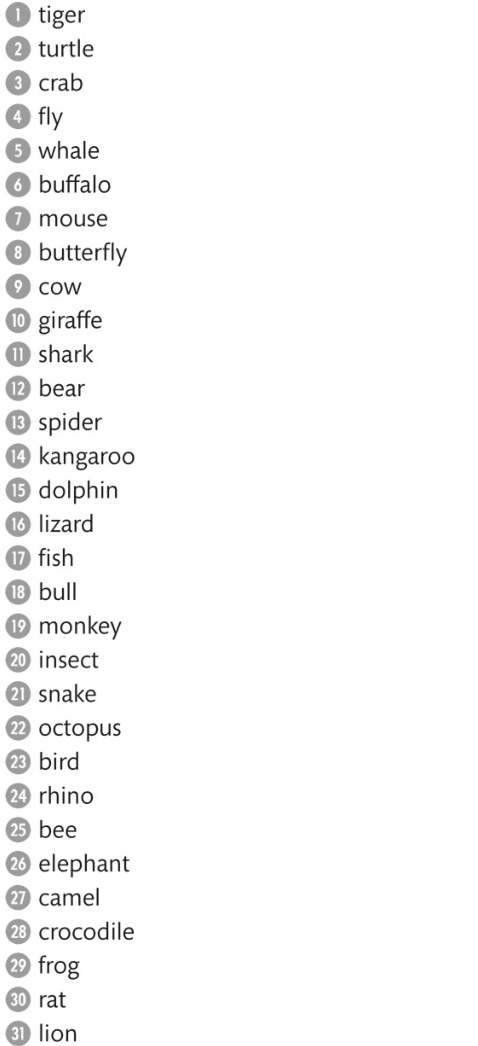 1 tiger
2 turtle
3 crab
4 fly
5 whale
6 buffalo
7 mouse
8 butterfly
9 cow
10 giraffe
11 shark
12 bear
13 spider
14 kangaroo
15 dolphin
16 lizard
17 fish
18 bull
19 monkey
20 insect
21 snake
22 octopus
23 bird
24 rhino
25 bee
26 elephant
27 camel
28 crocodile
29 frog
30 rat
31 lion